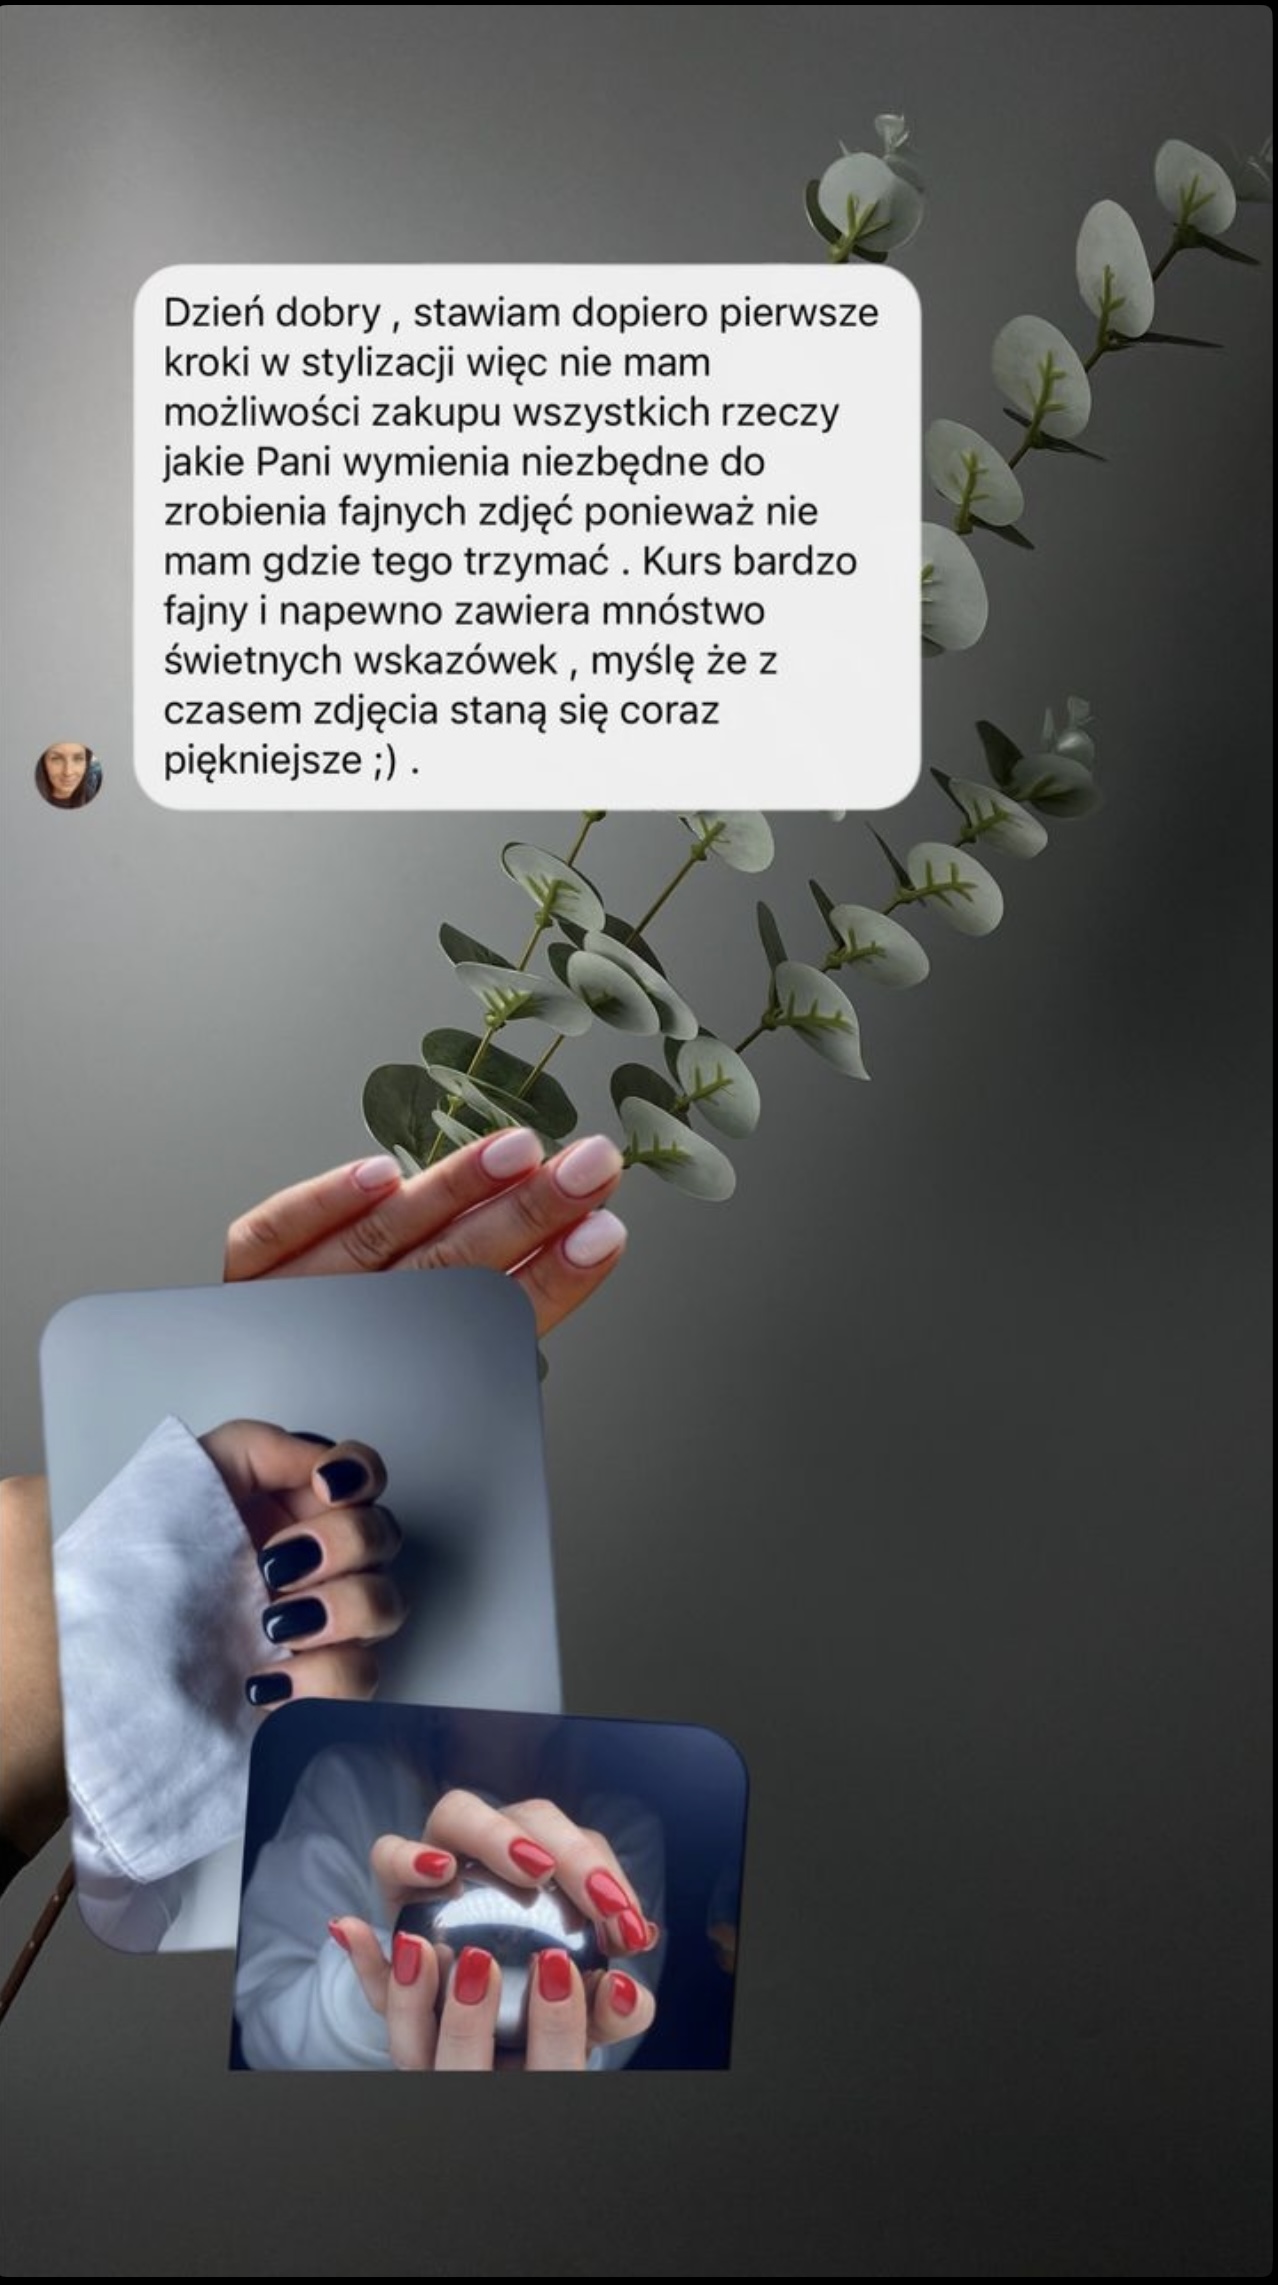 Dzień dobry , stawiam dopiero pierwsze
kroki w stylizacji więc nie mam
możliwości zakupu wszystkich rzeczy
jakie Pani wymienia niezbędne do
zrobienia fajnych zdjęć ponieważ nie
mam gdzie tego trzymać . Kurs bardzo
fajny i napewno zawiera mnóstwo
świetnych wskazówek , myślę że z
czasem zdjęcia staną się coraz
piękniejsze ;) .